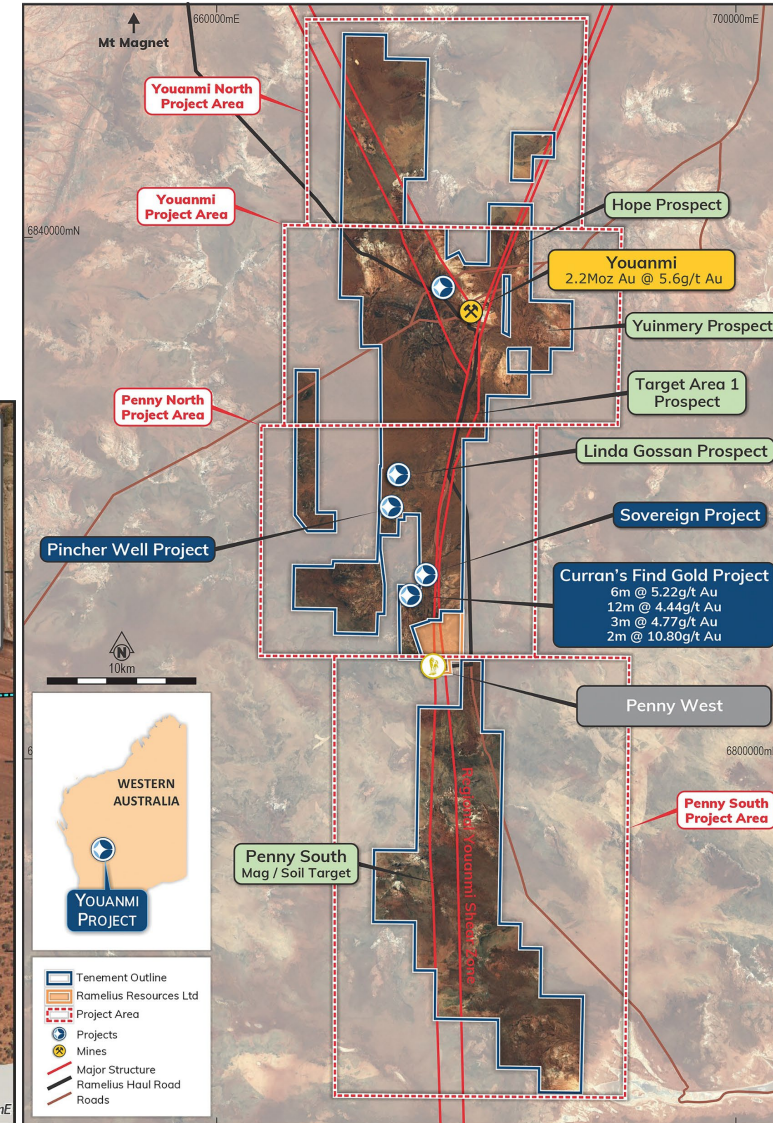 660000mE
700000m
Mt Magnet
Youanmi North
Project Area
Youanmi
Project Area
Hope Prospect
6840000mN
Youanmi
2.2Moz Au @ 5.6g/t Au
Yuinmery Prospect
Target Area 1
Prospect
Penny North
Project Area
Linda Gossan Prospect
Sovereign Project
Pincher Well Project
Curran's Find Gold Project
6m @ 5.22g/t Au
12m @ 4.44g/t Au
3m @ 4.77g/t Au
2m @ 10.80g/t Au
N
10km
Penny West
6800000m
WESTERN
AUSTRALIA
Penny South
Project Area
Youanmi Shear Zone
Penny South
Mag / Soil Target
YOUANMI
PROJECT
Tenement Outline
Ramelius Resources Ltd
Project Area
Projects
Mines
Major Structure
Ramelius Haul Road
Roads
nE